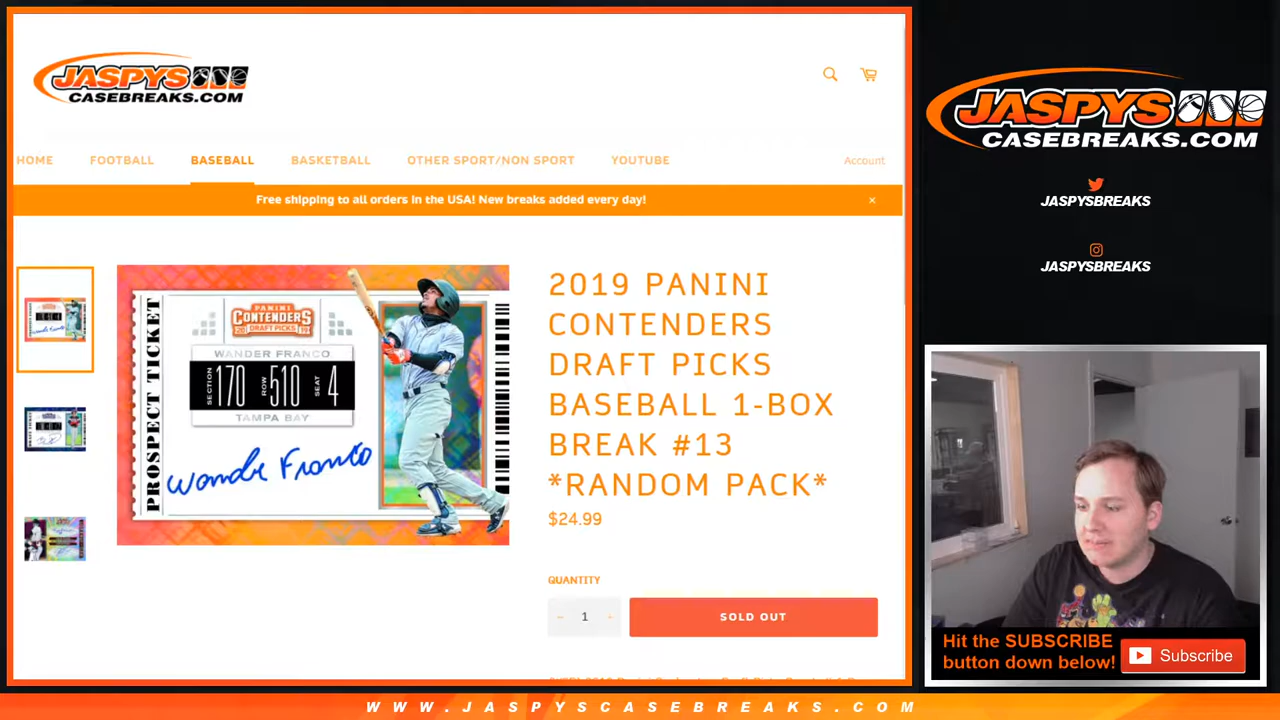 JASPYS
CASEBREAKS.COM
HOME
FOOTBALL
BASEBALL
BASKETBALL
OTHER SPORT/NON SPORT
YOUTUBE
Account
Free shipping to all orders in the USA! New breaks added every day!
×
PROSPECT TICKET
PANINI
CONTENDERS
DRAFT PICKS
WANDER FRANCO
SECTION 170 ROW 510 SEAT 4
TAMPA BAY
Wander Franco
2019 PANINI
CONTENDERS
DRAFT PICKS
BASEBALL 1-BOX
BREAK #13
*RANDOM PACK*
$24.99
QUANTITY
− 1 +
SOLD OUT
JASPYS
CASEBREAKS.COM
JASPYSBREAKS
JASPYSBREAKS
Hit the SUBSCRIBE
button down below!
Subscribe
WWW.JASPYSCASEBREAKS.COM